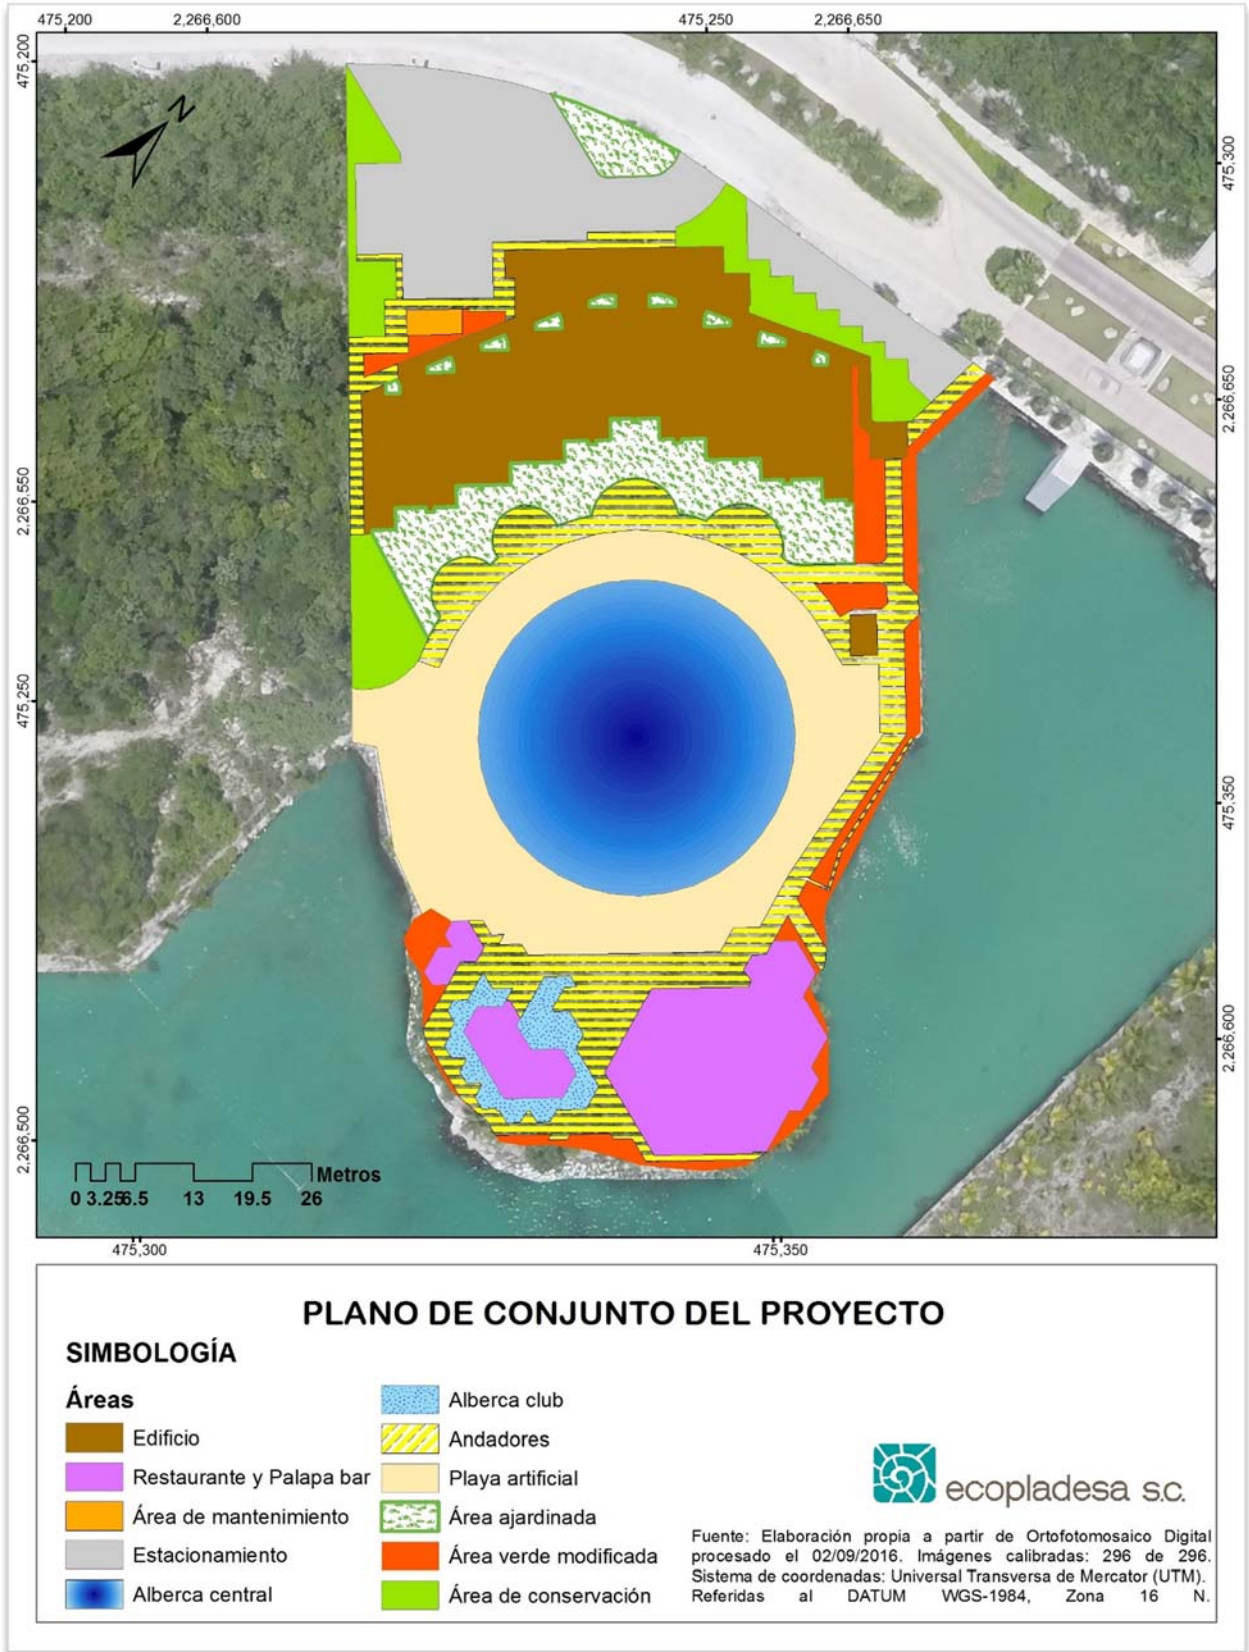 475,200 2,266,600 475,250 2,266,650
475,200
475,300
N
2,266,650
2,266,550
475,250
475,350
2,266,600
2,266,500
Metros
0 3.25 6.5 13 19.5 26
475,300 475,350
PLANO DE CONJUNTO DEL PROYECTO
SIMBOLOGÍA
Áreas
Edificio
Restaurante y Palapa bar
Área de mantenimiento
Estacionamiento
Alberca central
Alberca club
Andadores
Playa artificial
Área ajardinada
Área verde modificada
Área de conservación
ecopladesa s.c.
Fuente: Elaboración propia a partir de Ortofotomosaico Digital
procesado el 02/09/2016. Imágenes calibradas: 296 de 296.
Sistema de coordenadas: Universal Transversa de Mercator (UTM).
Referidas al DATUM WGS-1984, Zona 16 N.